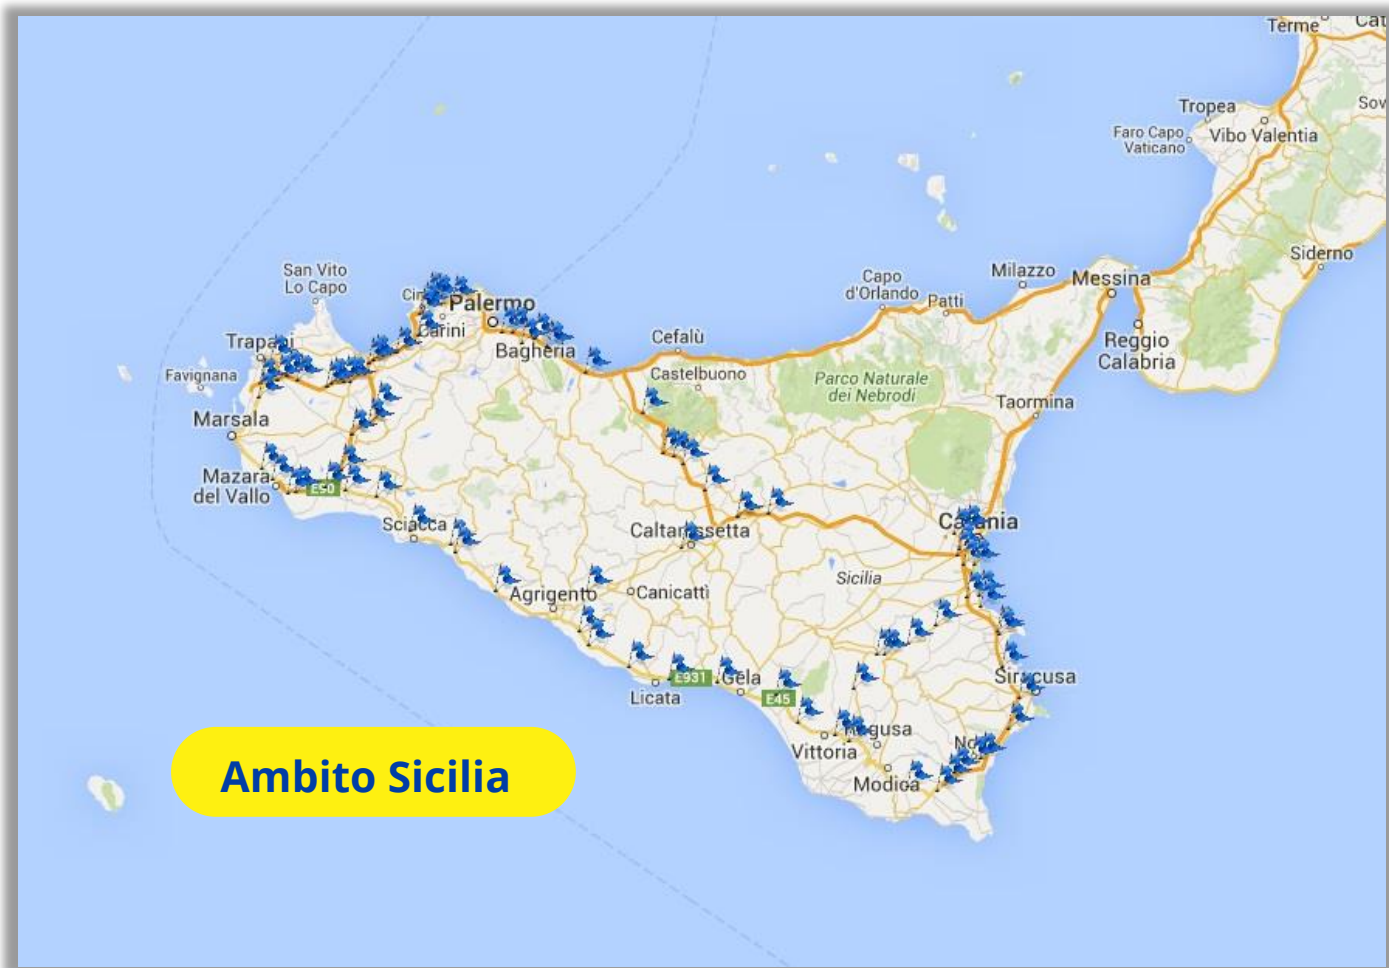 Terme
Tropea
Faro Capo
Vaticano
Vibo Valentia
Siderno
San Vito
Lo Capo
Palermo
Carini
Trapani
Favignana
Bagheria
Cefalù
Castelbuono
Capo
d'Orlando
Patti
Milazzo
Messina
Reggio
Calabria
Parco Naturale
dei Nebrodi
Taormina
Marsala
Mazara
del Vallo
E90
Sciacca
Caltanissetta
Catania
Agrigento
Canicattì
Sicilia
Licata
E931
Gela
E45
Siracusa
Vittoria
Ragusa
Modica
Ambito Sicilia